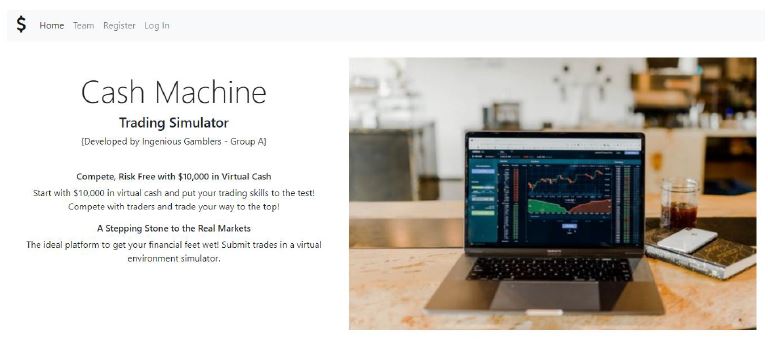 $ Home Team Register Log In
Cash Machine
Trading Simulator
[Developed by Ingenious Gamblers - Group A]
Compete, Risk Free with $10,000 in Virtual Cash
Start with $10,000 in virtual cash and put your trading skills to the test!
Compete with traders and trade your way to the top!
A Stepping Stone to the Real Markets
The ideal platform to get your financial feet wet! Submit trades in a virtual
environment simulator.